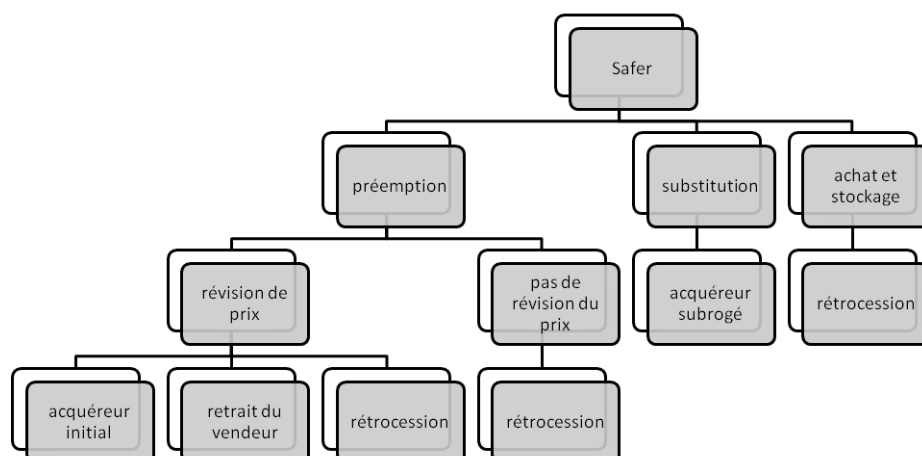 Safer
préemption
substitution
achat et
stockage
révision de
prix
pas de
révision du
prix
acquéreur
subrogé
rétrocession
acquéreur
initial
retrait du
vendeur
rétrocession
rétrocession